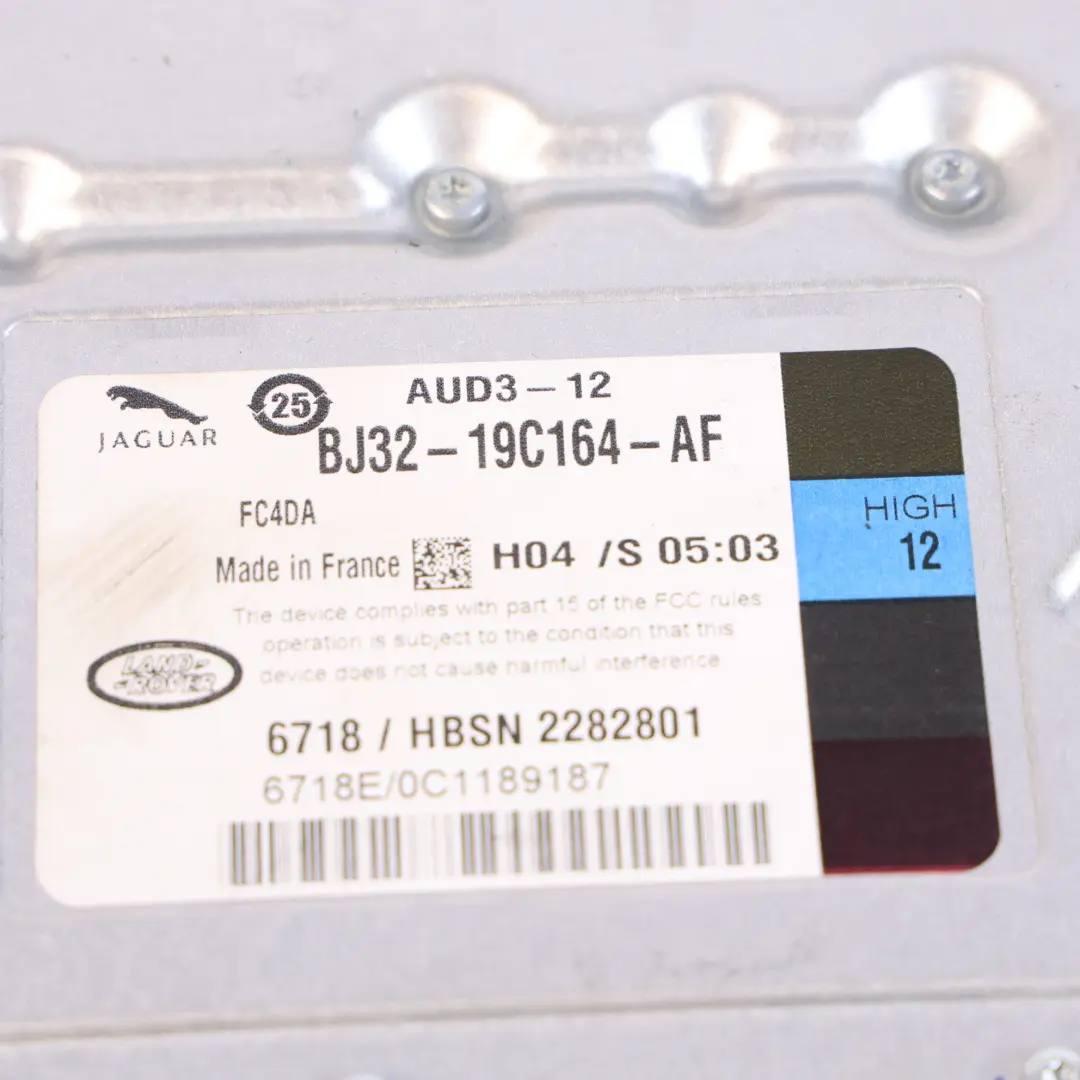 AUD3-12
JAGUAR
25
BJ32-19C164-AF
FC4DA
HIGH
12
Made in France
H04 /S 05:03
The device complies with part 15 of the FCC rules
operation is subject to the condition that this
device does not cause harmful interference
LAND-
-ROVER
6718 / HBSN 2282801
6718E/0C1189187